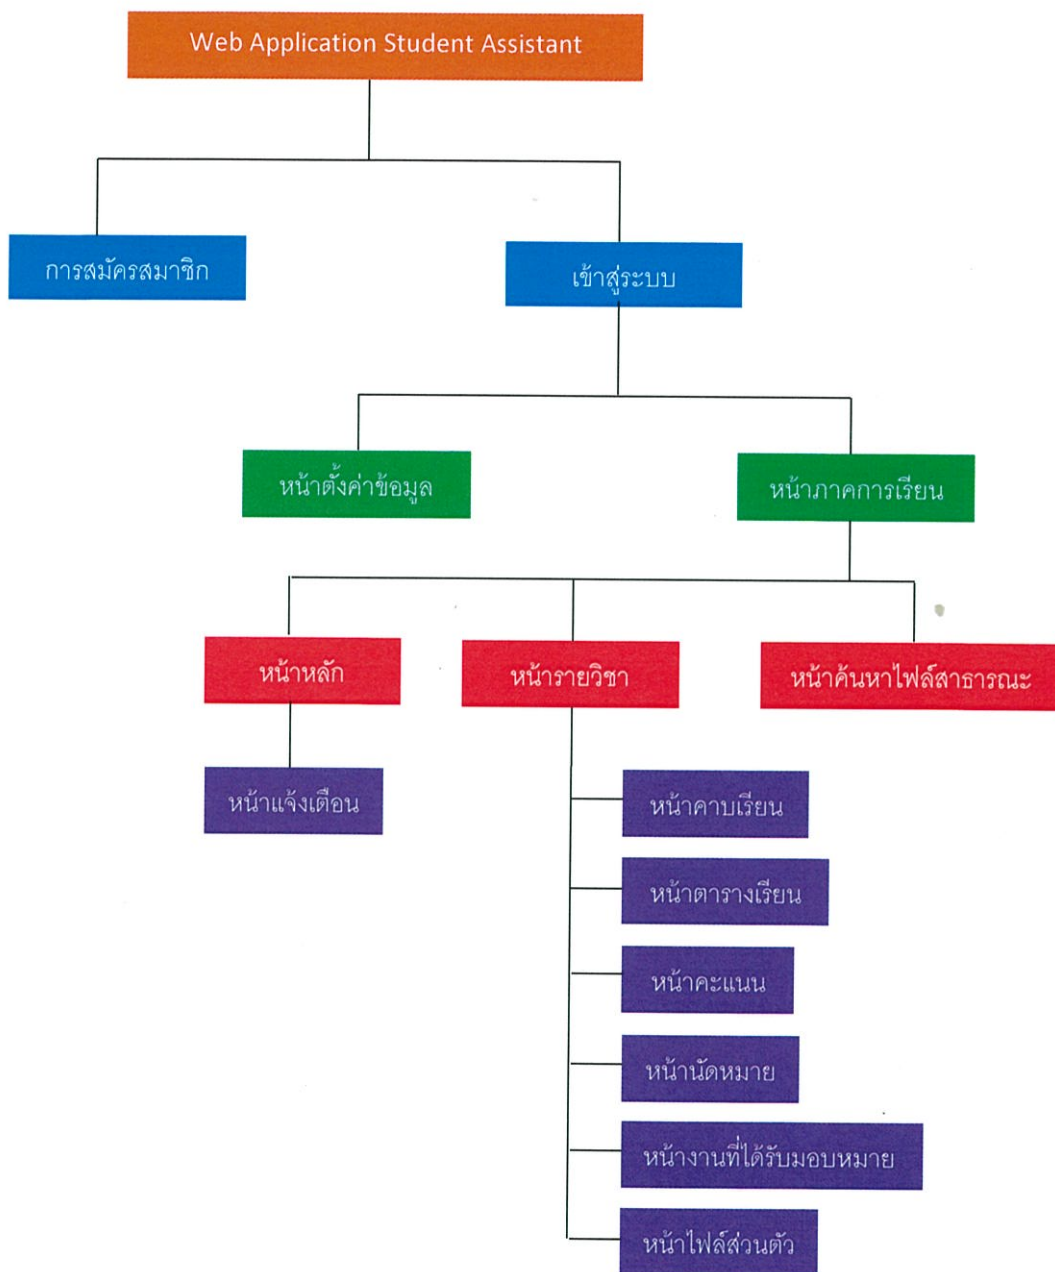 Web Application Student Assistant
การสมัครสมาชิก
เข้าสู่ระบบ
หน้าตั้งค่าข้อมูล
หน้าภาคการเรียน
หน้าหลัก
หน้ารายวิชา
หน้าค้นหาไฟล์สาธารณะ
หน้าแจ้งเตือน
หน้าคาบเรียน
หน้าตารางเรียน
หน้าคะแนน
หน้านัดหมาย
หน้างานที่ได้รับมอบหมาย
หน้าไฟล์ส่วนตัว